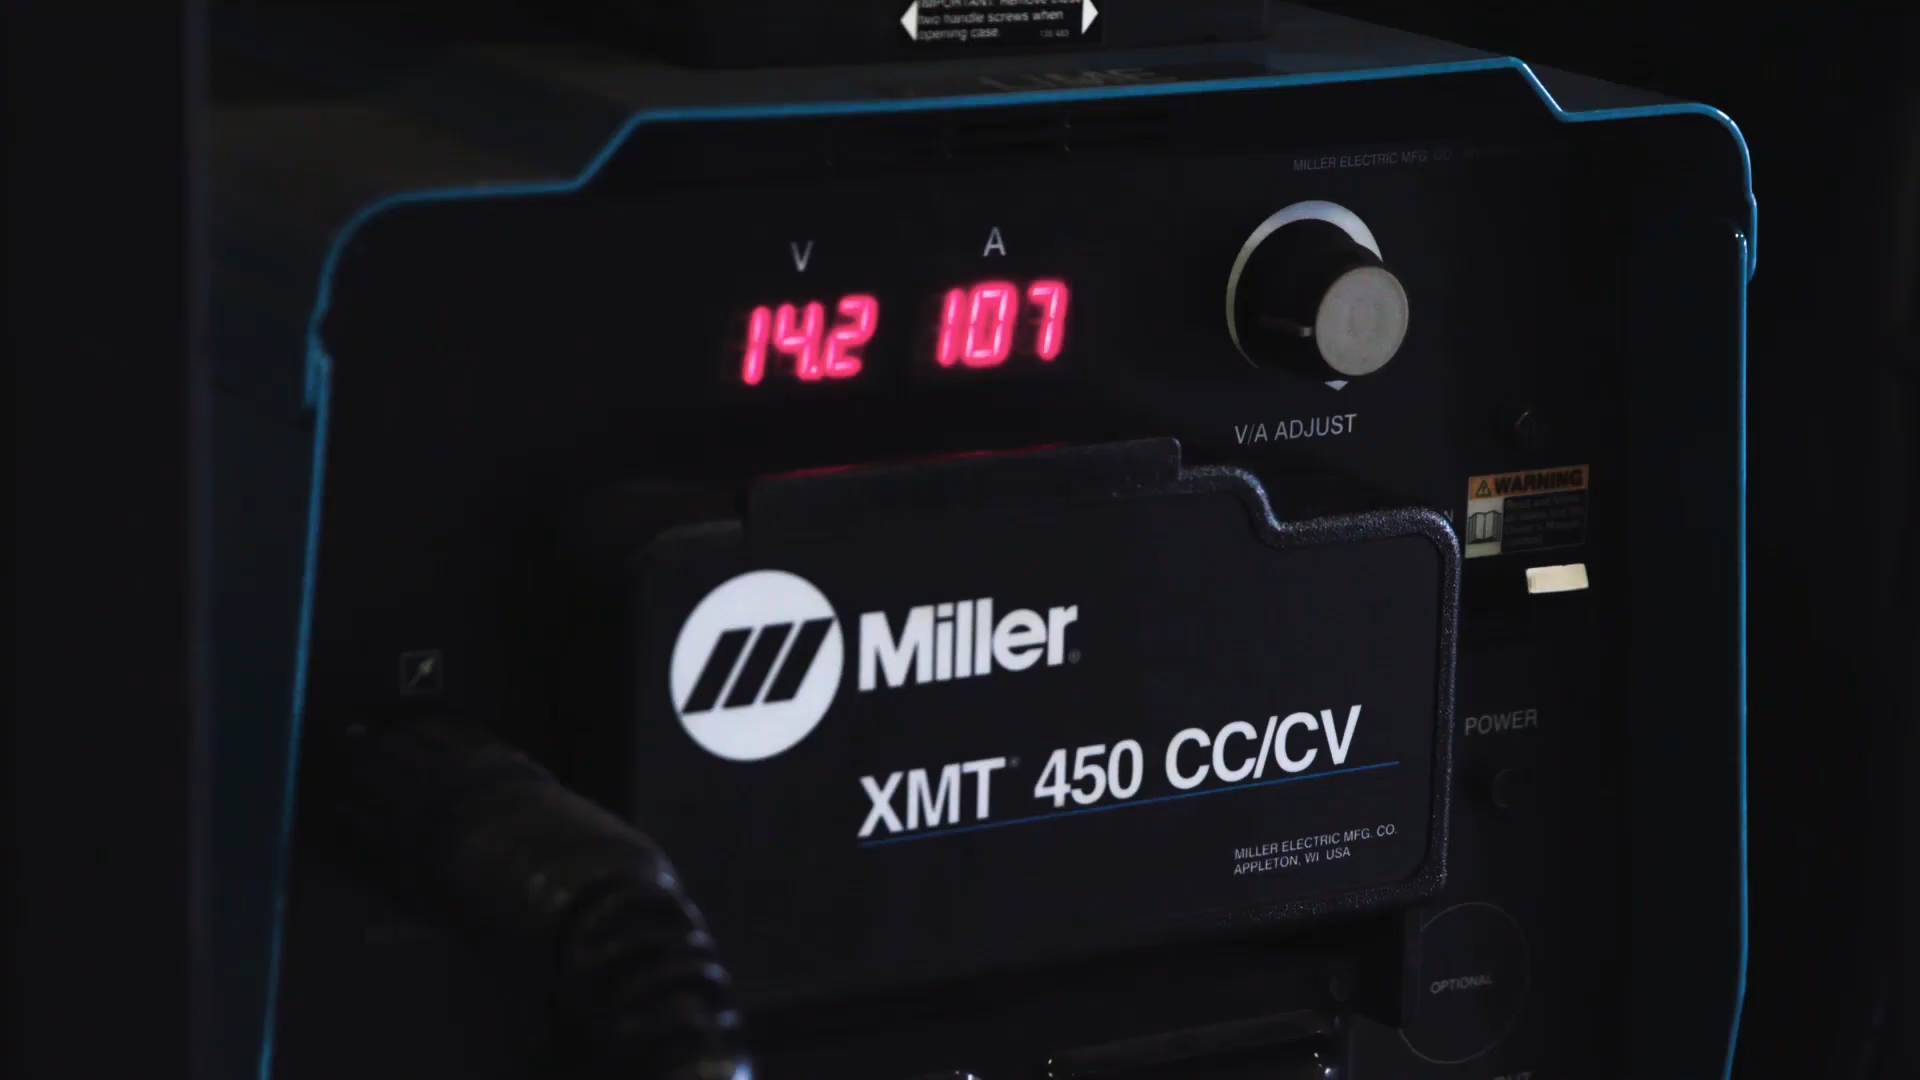 IMPORTANT: Remove these
two handle screws when
opening case.
LIME
MILLER ELECTRIC MFG. CO.
V
A
14.2
107
V/A ADJUST
WARNING
Miller®
XMT® 450 CC/CV
POWER
MILLER ELECTRIC MFG. CO.
APPLETON, WI USA
OPTIONAL